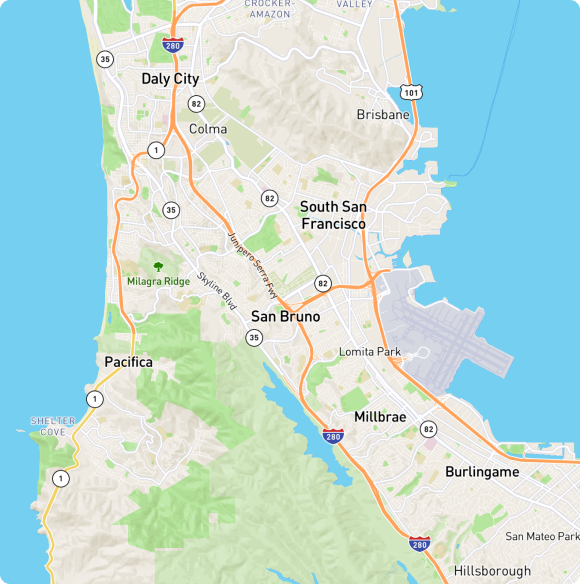 CROCKER-
AMAZON
VALLEY
280
35
Daly City
101
82
Brisbane
Colma
1
82
35
South San
Francisco
Junipero Serra Fwy
Milagra Ridge
Skyline Blvd
82
San Bruno
35
Lomita Park
Pacifica
1
Millbrae
SHELTER
COVE
82
280
Burlingame
1
San Mateo Park
280
Hillsborough